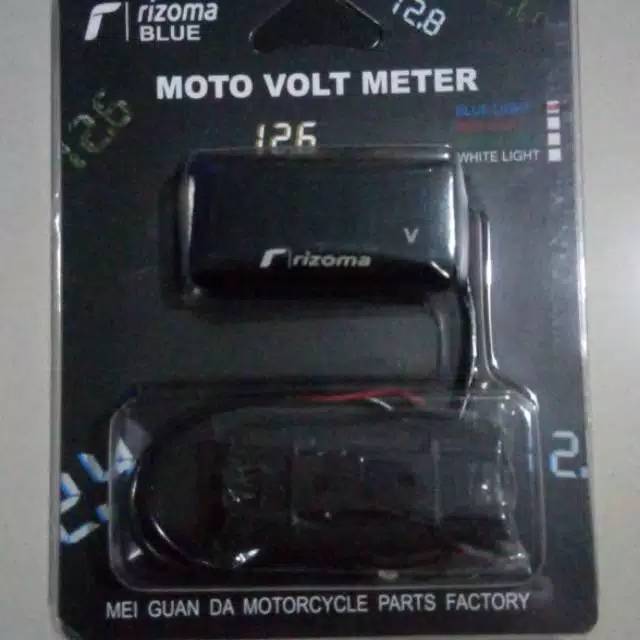 rizoma
BLUE
12.8
MOTO VOLT METER
12.6
12.6
BLUE LIGHT
WHITE LIGHT
rizoma
V
MEI GUAN DA MOTORCYCLE PARTS FACTORY